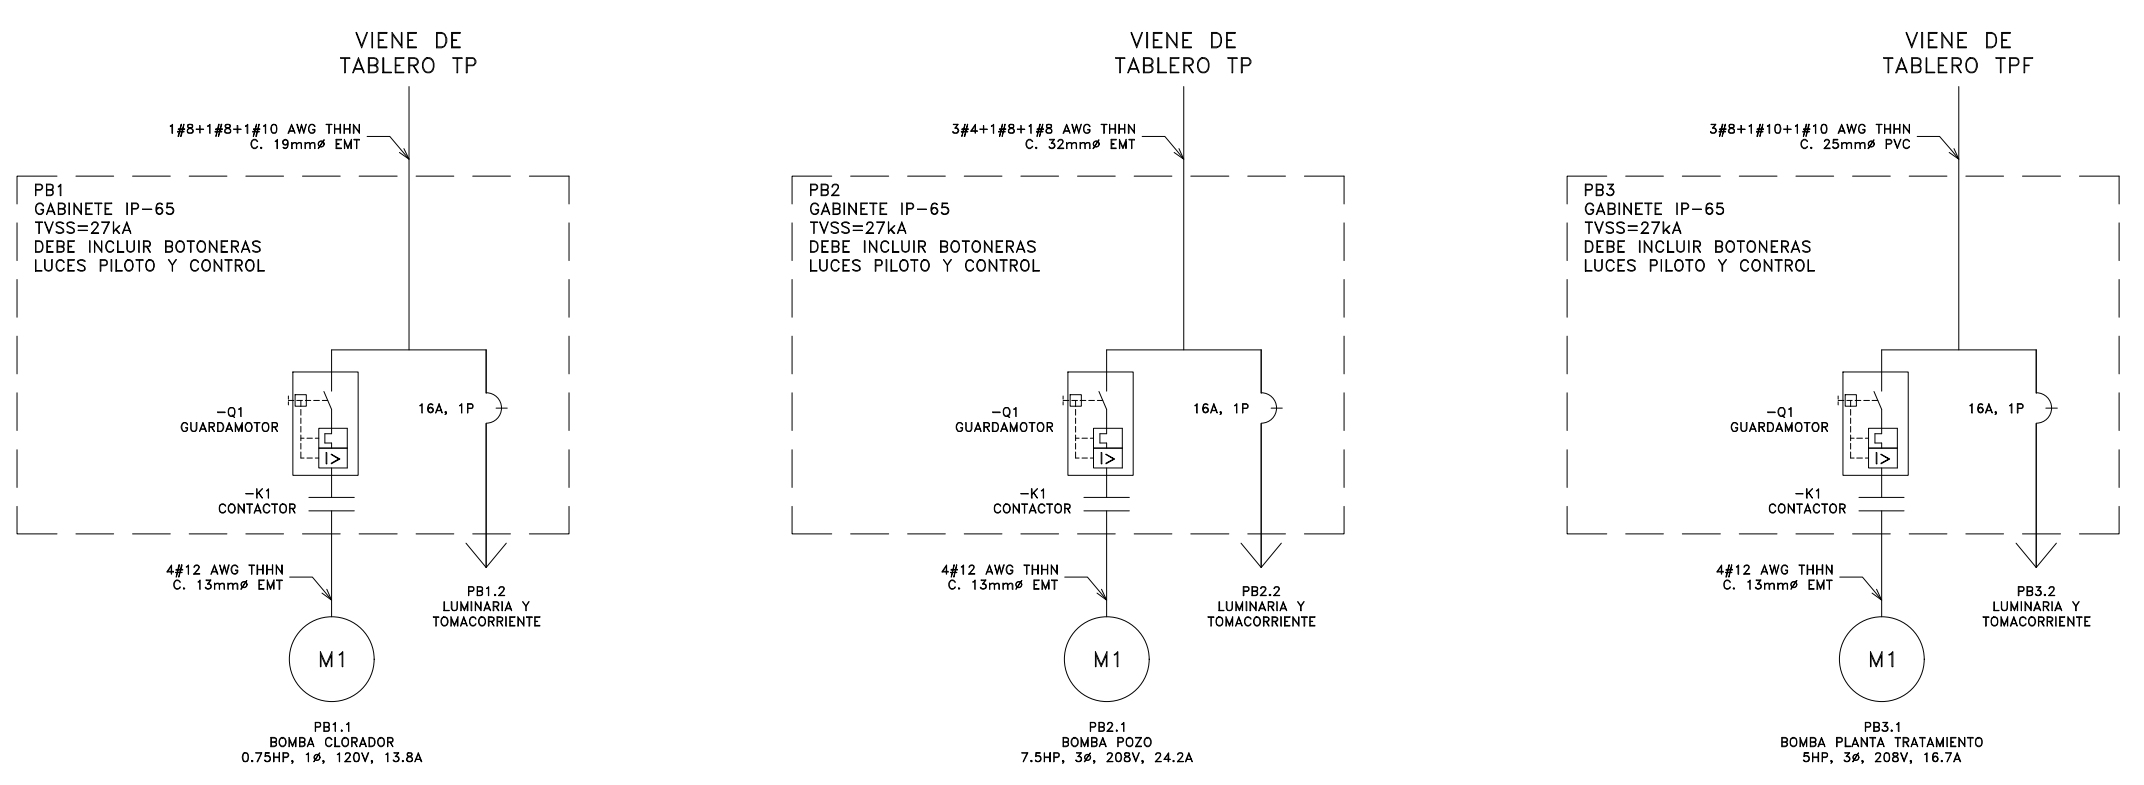 VIENE DE
TABLERO TP
1#8+1#8+1#10 AWG THHN
C. 19mmø EMT
PB1
GABINETE IP-65
TVSS=27kA
DEBE INCLUIR BOTONERAS
LUCES PILOTO Y CONTROL
-Q1
GUARDAMOTOR
I>
16A, 1P
-K1
CONTACTOR
4#12 AWG THHN
C. 13mmø EMT
PB1.2
LUMINARIA Y
TOMACORRIENTE
M1
PB1.1
BOMBA CLORADOR
0.75HP, 1ø, 120V, 13.8A
VIENE DE
TABLERO TP
3#4+1#8+1#8 AWG THHN
C. 32mmø EMT
PB2
GABINETE IP-65
TVSS=27kA
DEBE INCLUIR BOTONERAS
LUCES PILOTO Y CONTROL
-Q1
GUARDAMOTOR
I>
16A, 1P
-K1
CONTACTOR
4#12 AWG THHN
C. 13mmø EMT
PB2.2
LUMINARIA Y
TOMACORRIENTE
M1
PB2.1
BOMBA POZO
7.5HP, 3ø, 208V, 24.2A
VIENE DE
TABLERO TPF
3#8+1#10+1#10 AWG THHN
C. 25mmø PVC
PB3
GABINETE IP-65
TVSS=27kA
DEBE INCLUIR BOTONERAS
LUCES PILOTO Y CONTROL
-Q1
GUARDAMOTOR
I>
16A, 1P
-K1
CONTACTOR
4#12 AWG THHN
C. 13mmø EMT
PB3.2
LUMINARIA Y
TOMACORRIENTE
M1
PB3.1
BOMBA PLANTA TRATAMIENTO
5HP, 3ø, 208V, 16.7A